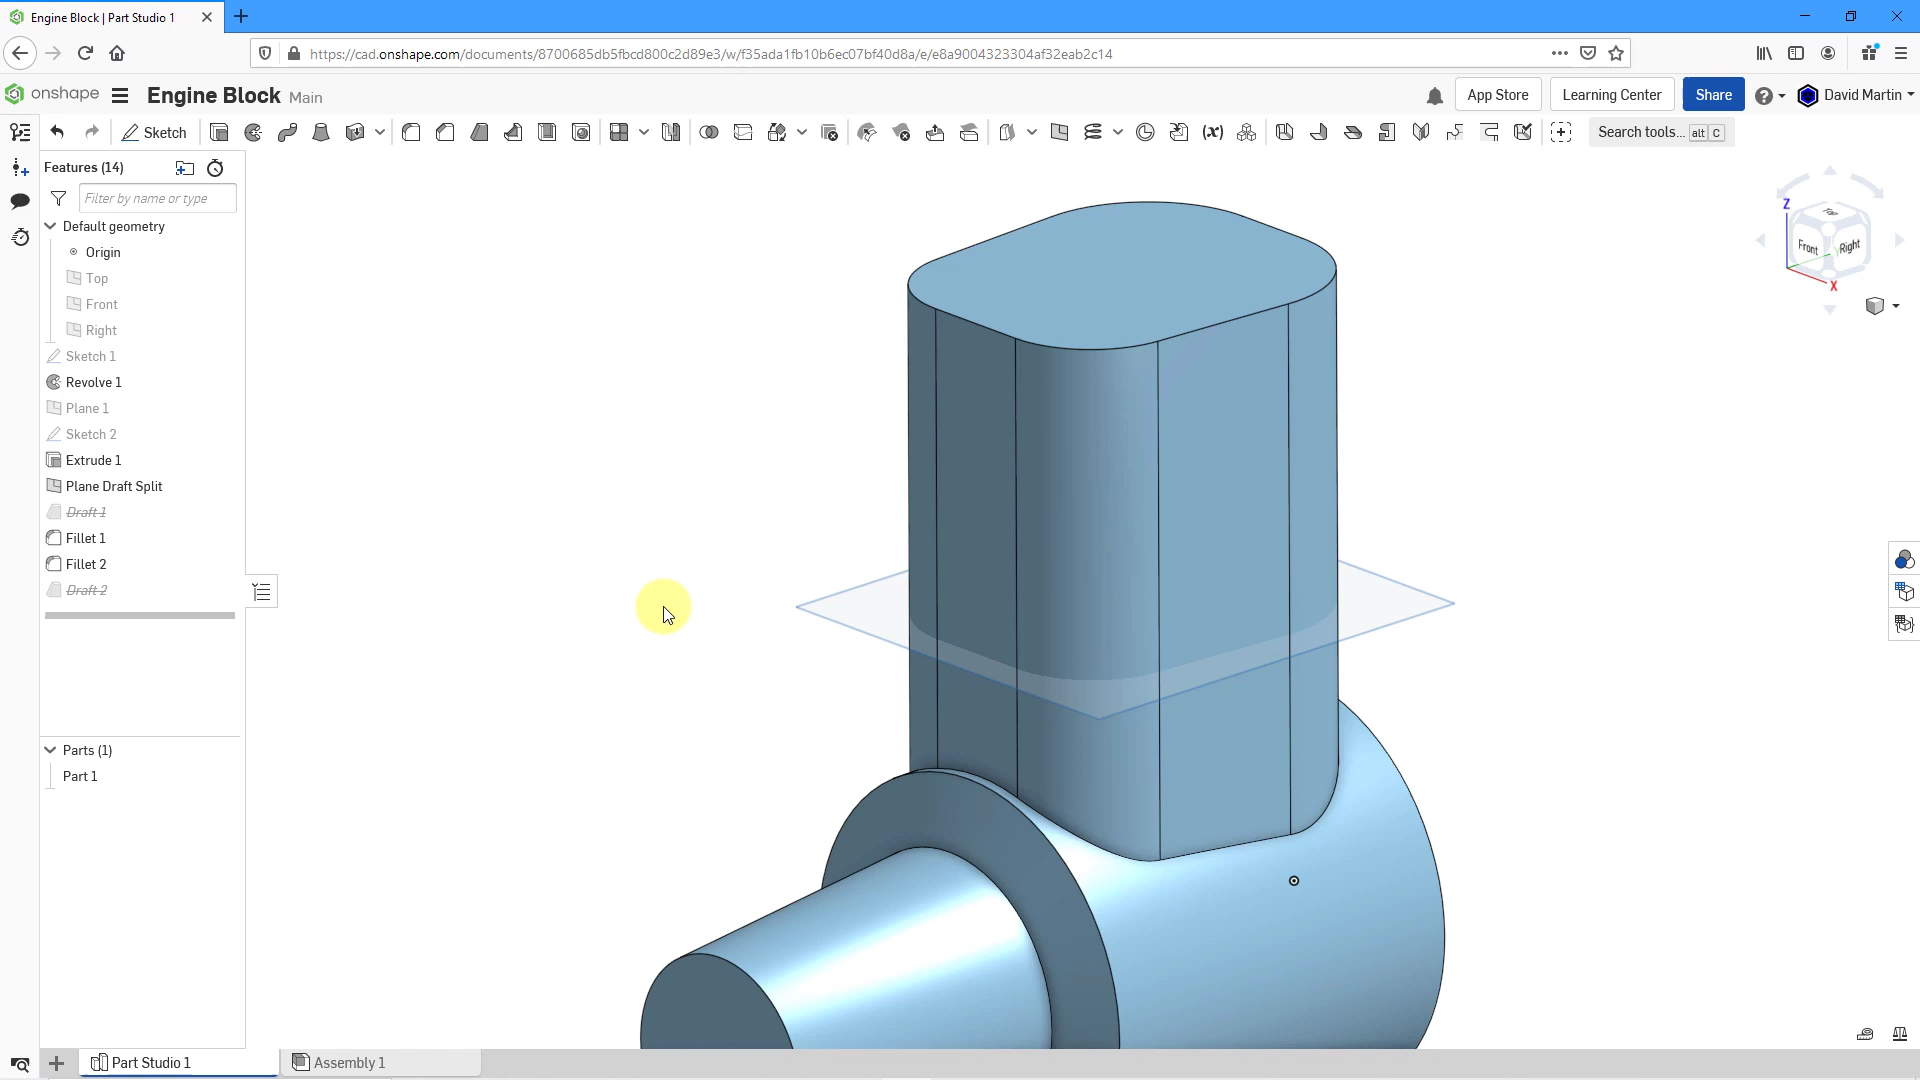 Engine Block | Part Studio 1
https://cad.onshape.com/documents/8700685db5fbcd800c2d89e3/w/f35ada1fb10b6ec07bf40d8a/e/e8a9004323304af32eab2c14
onshape Engine Block Main App Store Learning Center Share David Martin
Sketch (x) Search tools... alt C
Features (14)
Filter by name or type
Default geometry
Origin
Top
Front
Right
Sketch 1
Revolve 1
Plane 1
Sketch 2
Extrude 1
Plane Draft Split
Draft 1
Fillet 1
Fillet 2
Draft 2
Parts (1)
Part 1
Z
Top
Front
Right
X
Part Studio 1
Assembly 1